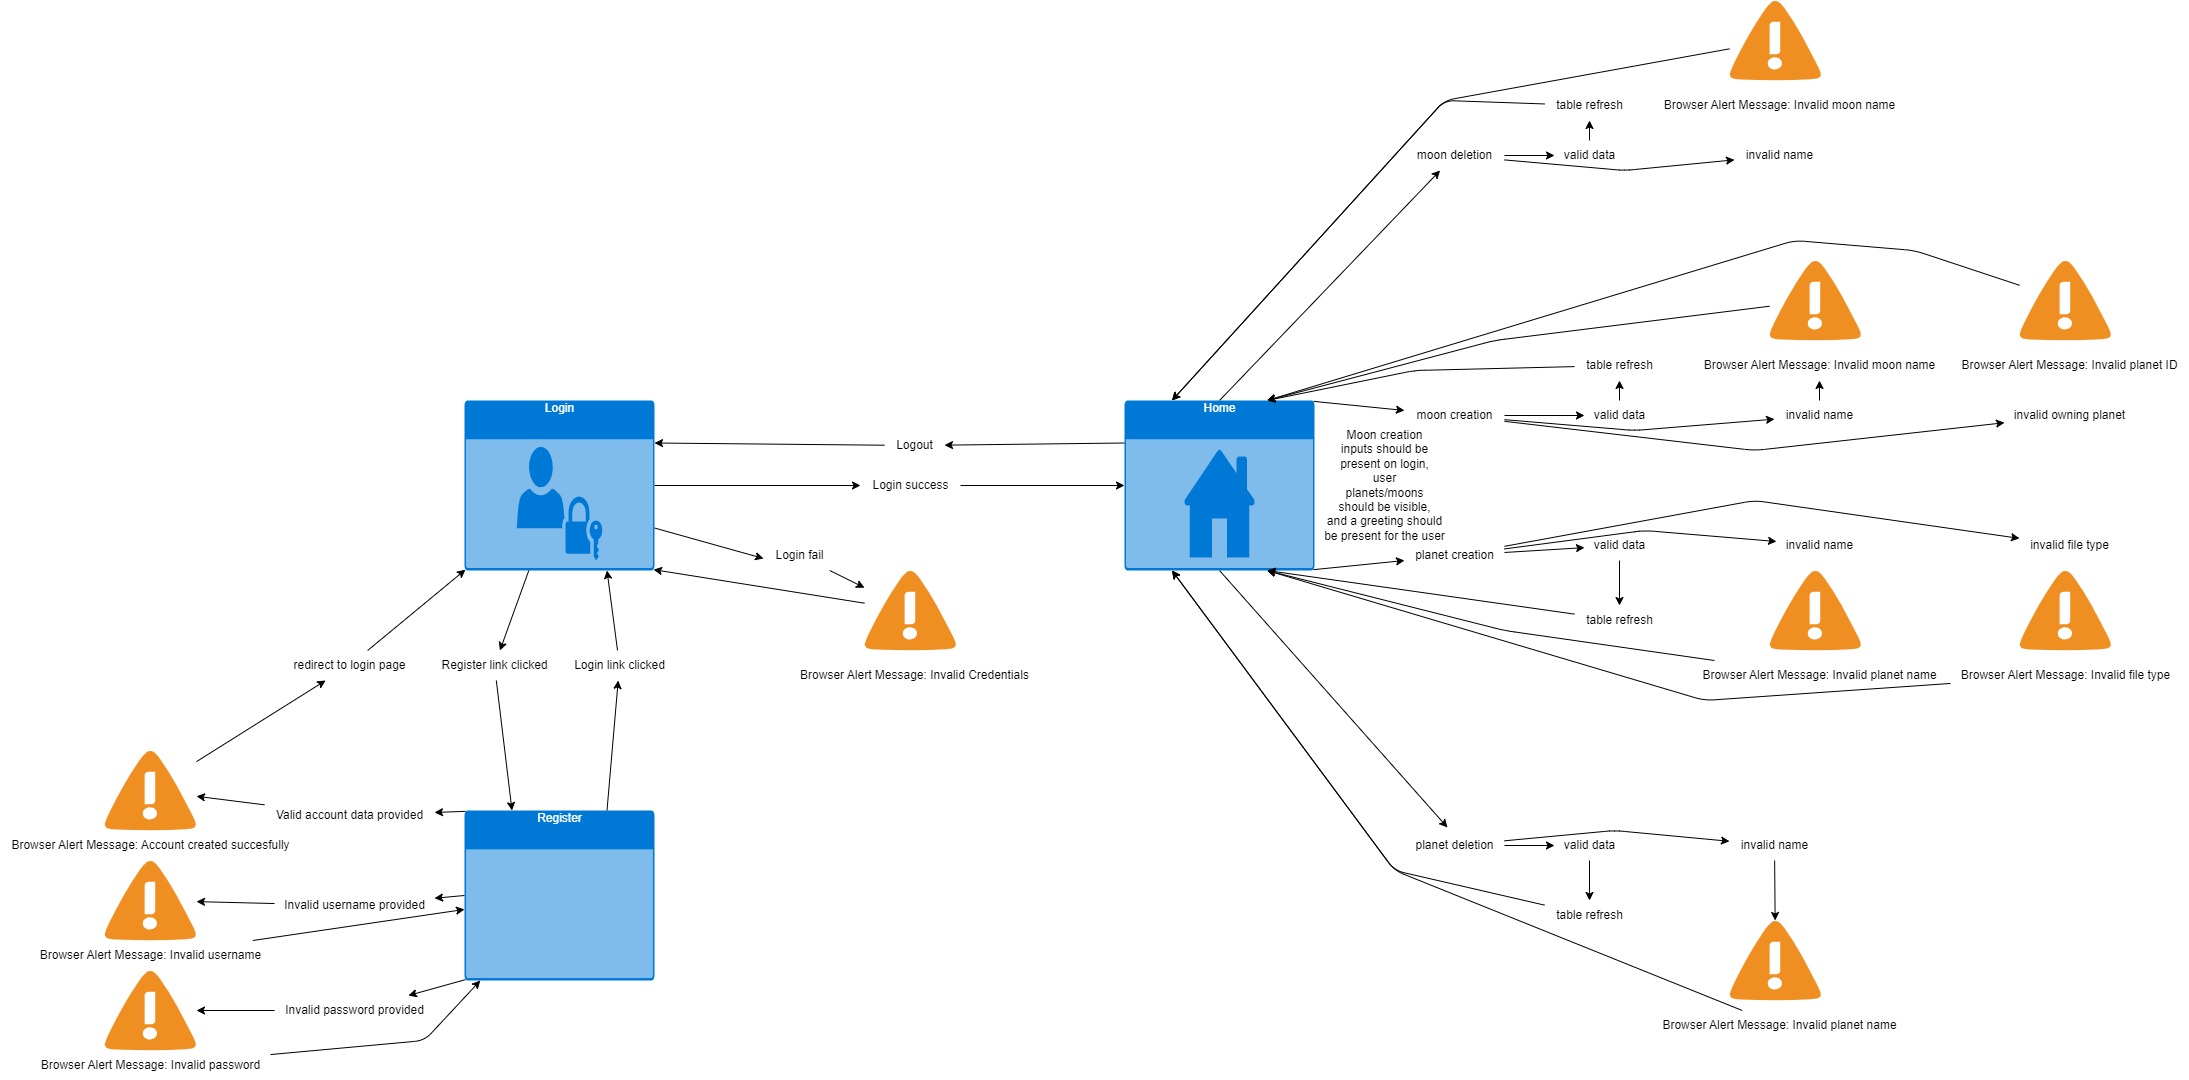 Browser Alert Message: Invalid moon name
table refresh
moon deletion
valid data
invalid name
table refresh
Browser Alert Message: Invalid moon name
Browser Alert Message: Invalid planet ID
Login
Home
moon creation
valid data
invalid name
invalid owning planet
Logout
Login success
Moon creation
inputs should be
present on login,
user
planets/moons
should be visible,
and a greeting should
be present for the user
Login fail
planet creation
valid data
invalid name
invalid file type
table refresh
redirect to login page
Register link clicked
Login link clicked
Browser Alert Message: Invalid Credentials
Browser Alert Message: Invalid planet name
Browser Alert Message: Invalid file type
Valid account data provided
Register
Browser Alert Message: Account created succesfully
planet deletion
valid data
invalid name
Invalid username provided
table refresh
Browser Alert Message: Invalid username
Invalid password provided
Browser Alert Message: Invalid planet name
Browser Alert Message: Invalid password